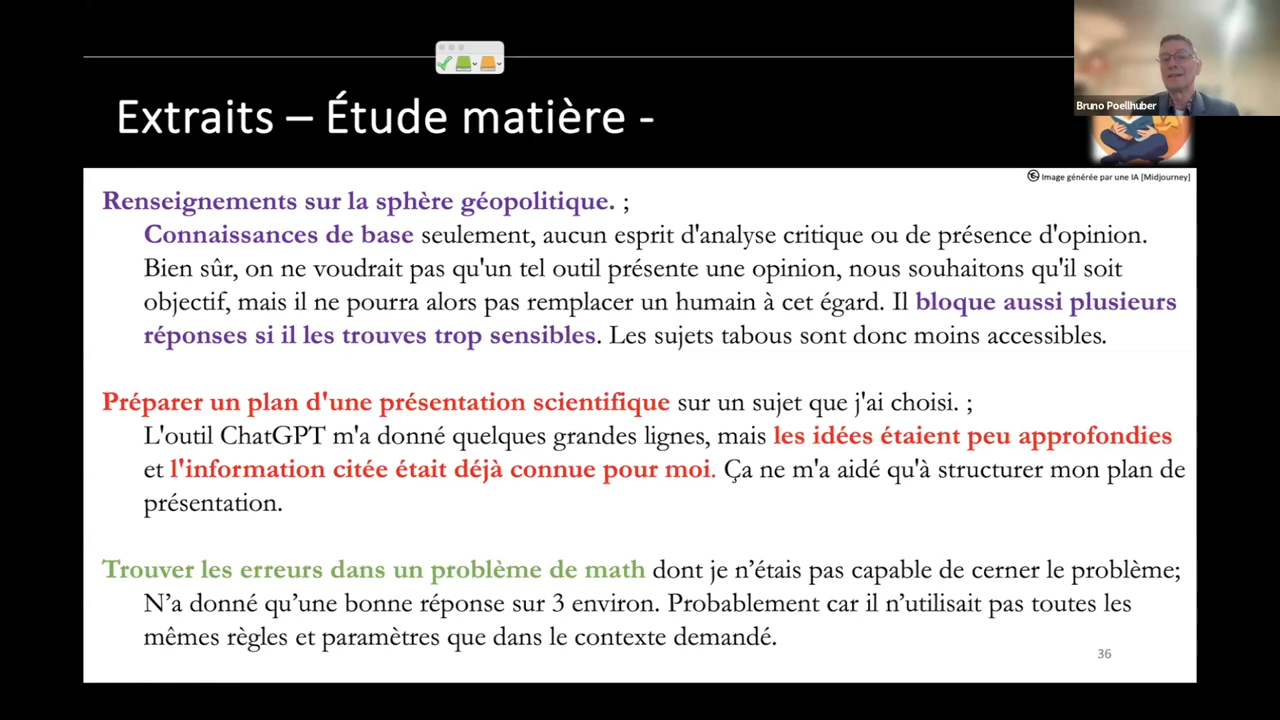 Bruno Poellhuber
Extraits – Étude matière -
Image générée par une IA [Midjourney]
Renseignements sur la sphère géopolitique. ;
Connaissances de base seulement, aucun esprit d'analyse critique ou de présence d'opinion.
Bien sûr, on ne voudrait pas qu'un tel outil présente une opinion, nous souhaitons qu'il soit
objectif, mais il ne pourra alors pas remplacer un humain à cet égard. Il bloque aussi plusieurs
réponses si il les trouves trop sensibles. Les sujets tabous sont donc moins accessibles.
Préparer un plan d'une présentation scientifique sur un sujet que j'ai choisi. ;
L'outil ChatGPT m'a donné quelques grandes lignes, mais les idées étaient peu approfondies
et l'information citée était déjà connue pour moi. Ça ne m'a aidé qu'à structurer mon plan de
présentation.
Trouver les erreurs dans un problème de math dont je n’étais pas capable de cerner le problème;
N’a donné qu’une bonne réponse sur 3 environ. Probablement car il n’utilisait pas toutes les
mêmes règles et paramètres que dans le contexte demandé.
36